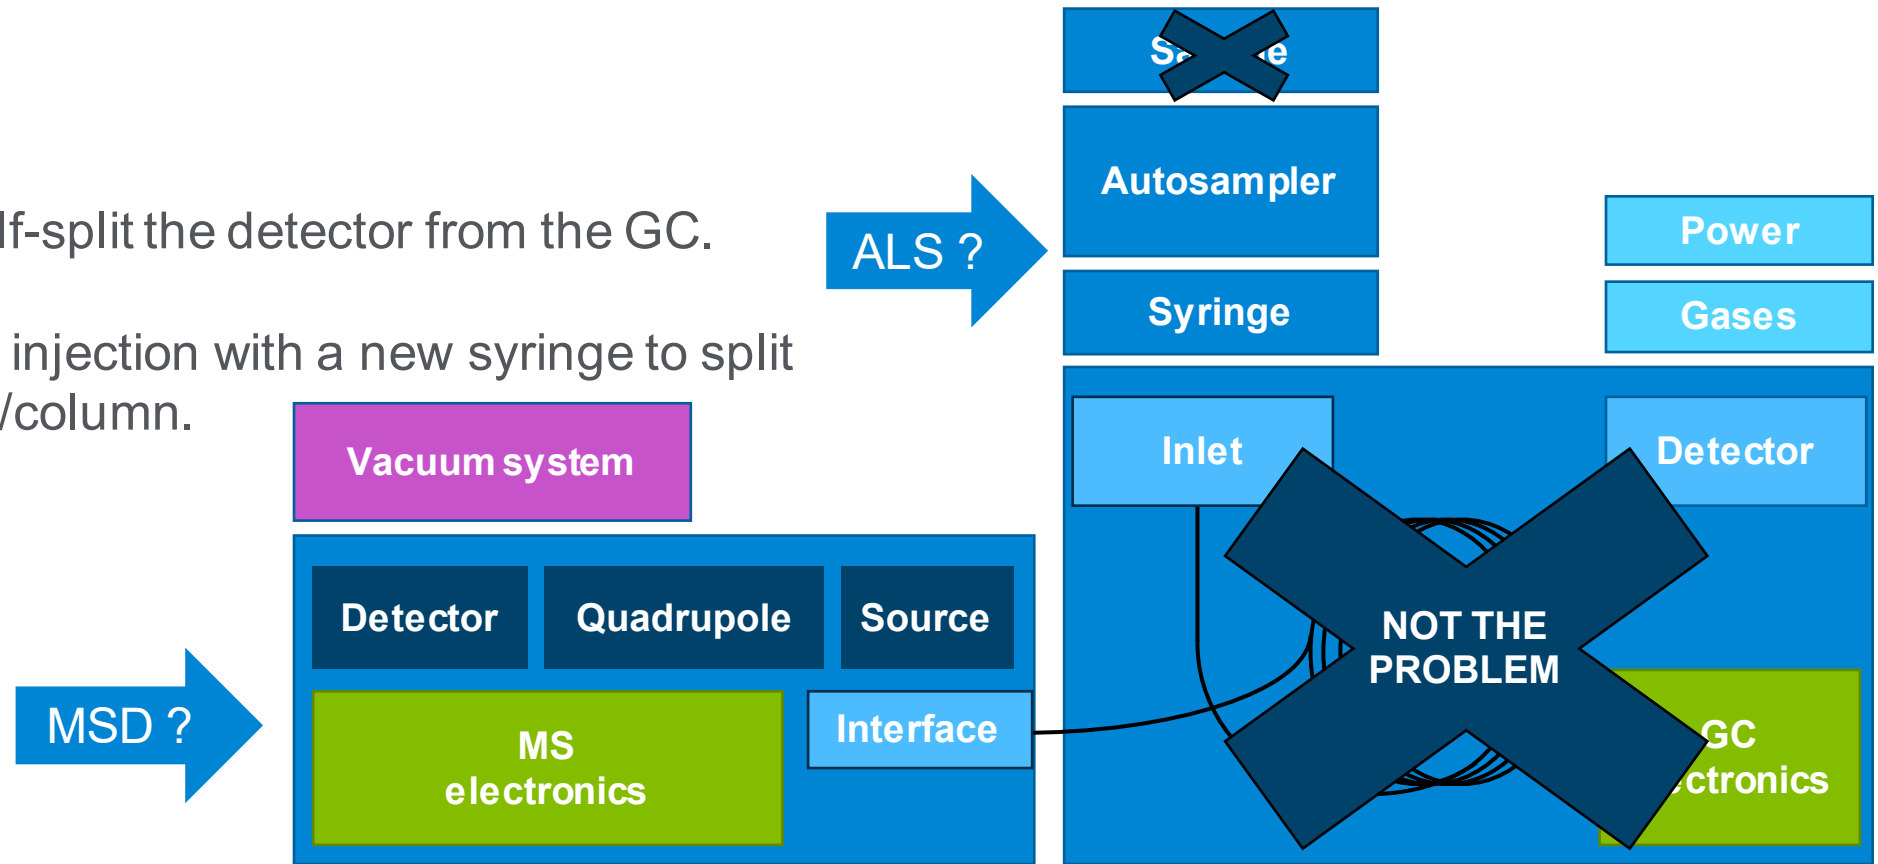 lf-split the detector from the GC.
injection with a new syringe to split
/column.
ALS ?
Autosampler
Syringe
Power
Gases
Inlet
Detector
NOT THE
PROBLEM
GC
ctronics
Vacuum system
Detector
Quadrupole
Source
MS
electronics
Interface
MSD ?